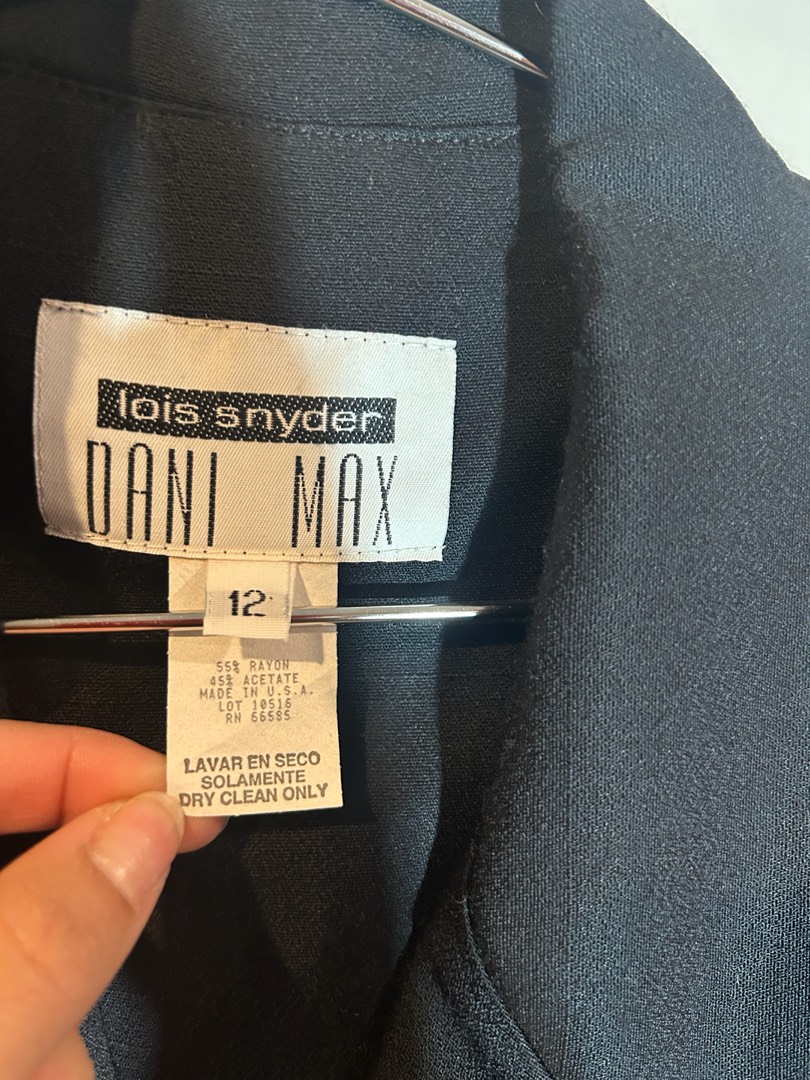 lois snyder
DANI MAX
12
55% RAYON
45% ACETATE
MADE IN U.S.A.
LOT 10516
RN 66585
LAVAR EN SECO
SOLAMENTE
DRY CLEAN ONLY